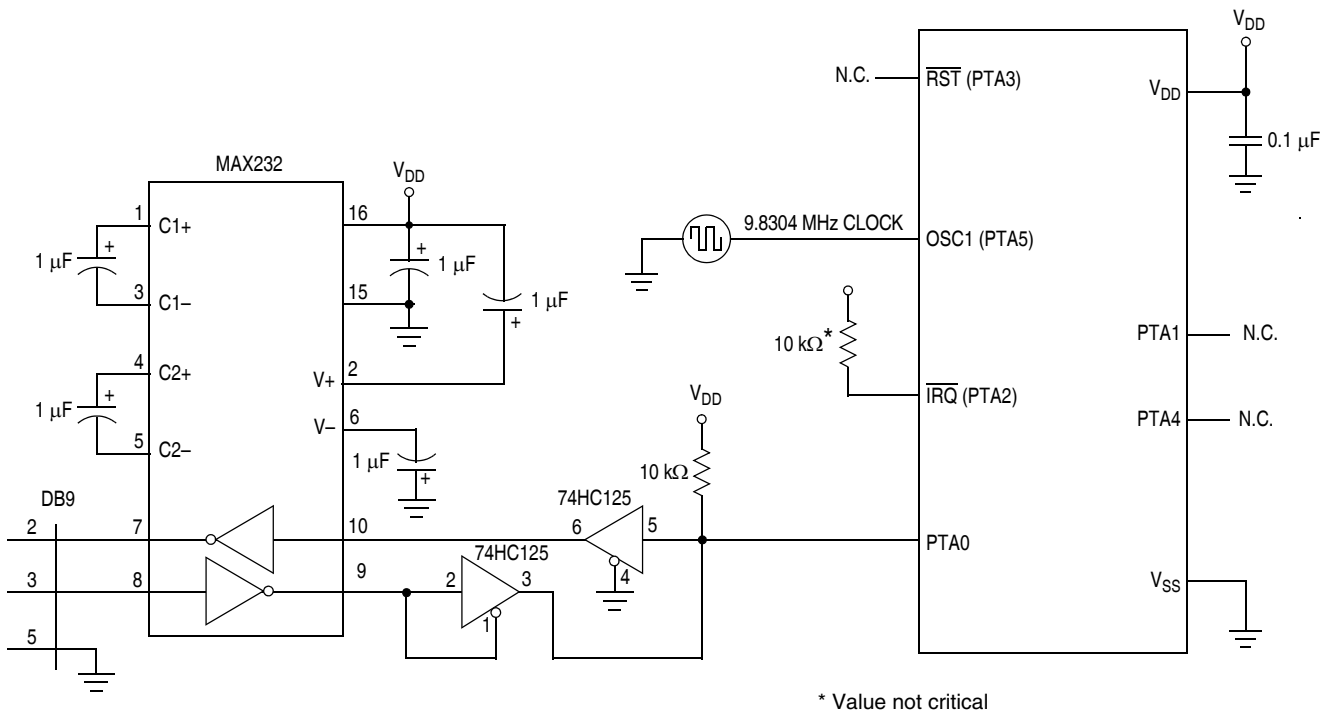 V_DD
N.C.
RST (PTA3)
V_DD
0.1 µF
MAX232
V_DD
1
C1+
16
+
1 µF
+
1 µF
9.8304 MHz CLOCK
OSC1 (PTA5)
3
C1–
15
1 µF
+
10 kΩ*
PTA1
N.C.
4
C2+
V+
2
+
1 µF
V_DD
IRQ (PTA2)
PTA4
N.C.
5
C2–
V–
6
1 µF
+
10 kΩ
DB9
74HC125
2
7
10
6
5
PTA0
4
74HC125
3
8
9
2
3
1
V_SS
5
* Value not critical